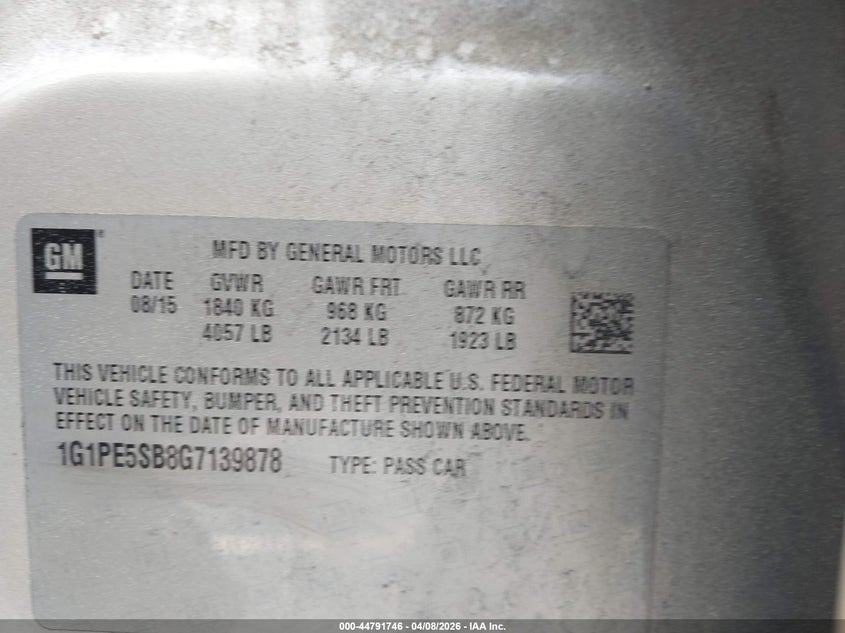 GM®
MFD BY GENERAL MOTORS LLC
DATE GVWR GAWR FRT GAWR RR
08/15 1840 KG 968 KG 872 KG
4057 LB 2134 LB 1923 LB
THIS VEHICLE CONFORMS TO ALL APPLICABLE U.S. FEDERAL MOTOR
VEHICLE SAFETY, BUMPER, AND THEFT PREVENTION STANDARDS IN
EFFECT ON THE DATE OF MANUFACTURE SHOWN ABOVE.
1G1PE5SB8G7139878 TYPE: PASS CAR
000-44791746 - 04/08/2026 - IAA Inc.